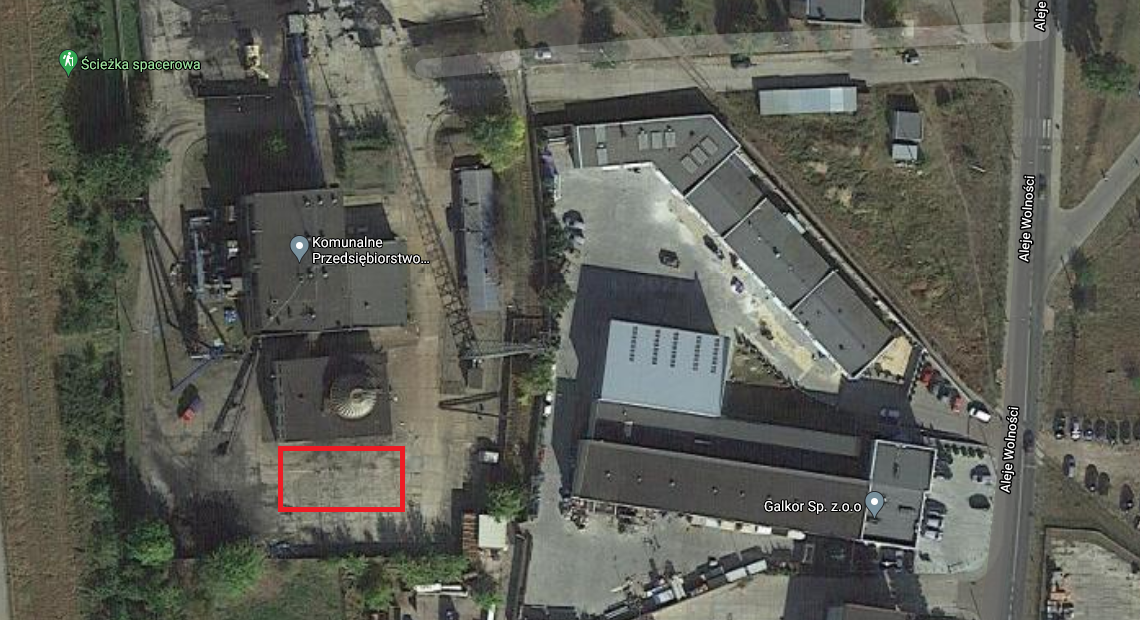 Aleje
Ścieżka spacerowa
Aleje Wolności
Komunalne
Przedsiębiorstwo...
Aleje Wolności
Galkor Sp. z.o.o